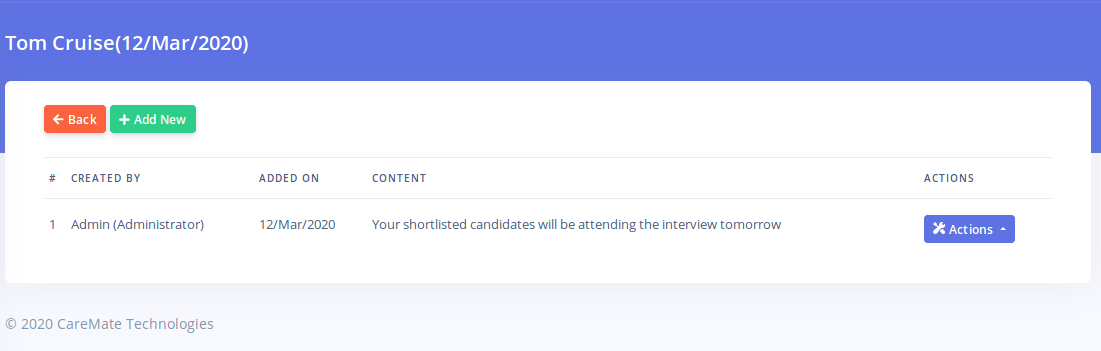 Tom Cruise(12/Mar/2020)
Back Add New
# CREATED BY ADDED ON CONTENT ACTIONS
1 Admin (Administrator) 12/Mar/2020 Your shortlisted candidates will be attending the interview tomorrow Actions
© 2020 CareMate Technologies